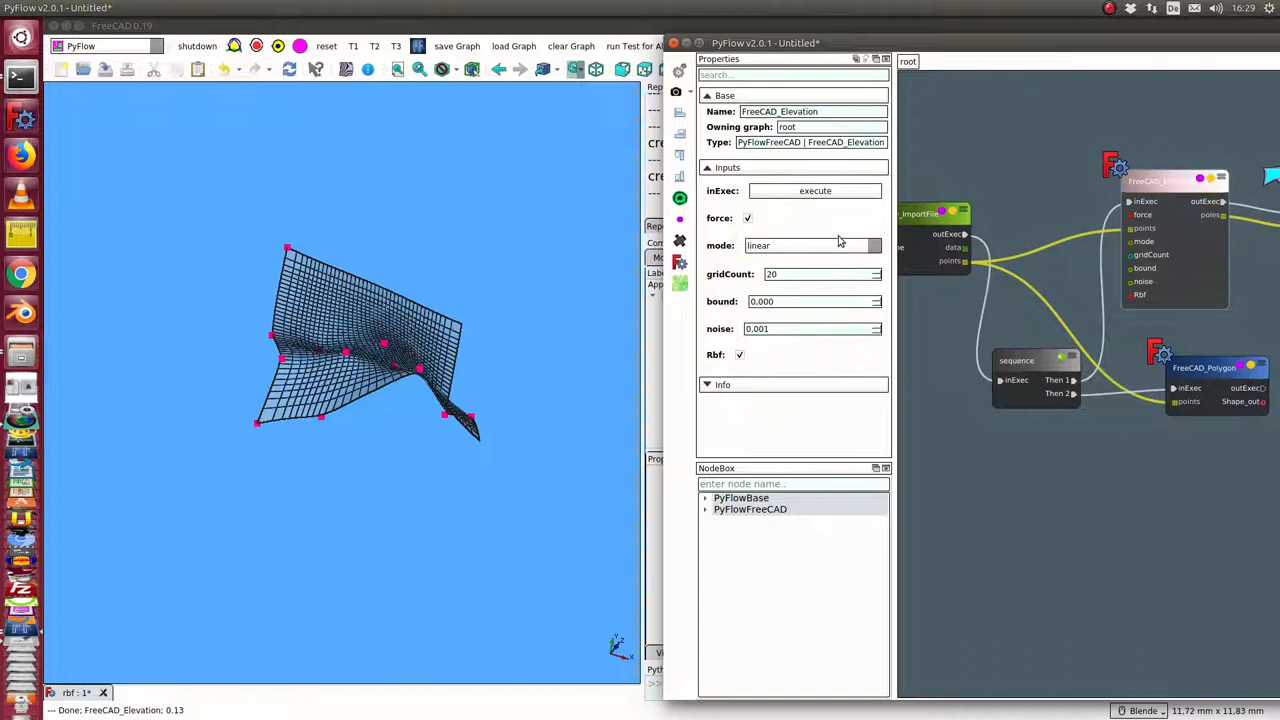 PyFlow v2.0.1 - Untitled*
De
16:29
FreeCAD 0.19
PyFlow v2.0.1 - Untitled*
PyFlow
shutdown
reset
T1
T2
T3
save Graph
load Graph
clear Graph
run Test for Al
Properties
root
search...
Base
Name:
FreeCAD_Elevation
Owning graph:
root
Type:
PyFlowFreeCAD | FreeCAD_Elevation
Inputs
inExec:
execute
force:
mode:
linear
gridCount:
20
bound:
0,000
noise:
0,001
Rbf:
Info
NodeBox
enter node name..
PyFlowBase
PyFlowFreeCAD
_ImportFile
outExec
data
points
inExec
outExec
force
poles
points
mode
gridCount
bound
noise
Rbf
sequence
inExec
Then 1
Then 2
FreeCAD_Polygon
inExec
outExec
points
Shape_out
rbf : 1*
-- Done; FreeCAD_Elevation; 0.13
Blende
11,72 mm x 11,83 mm